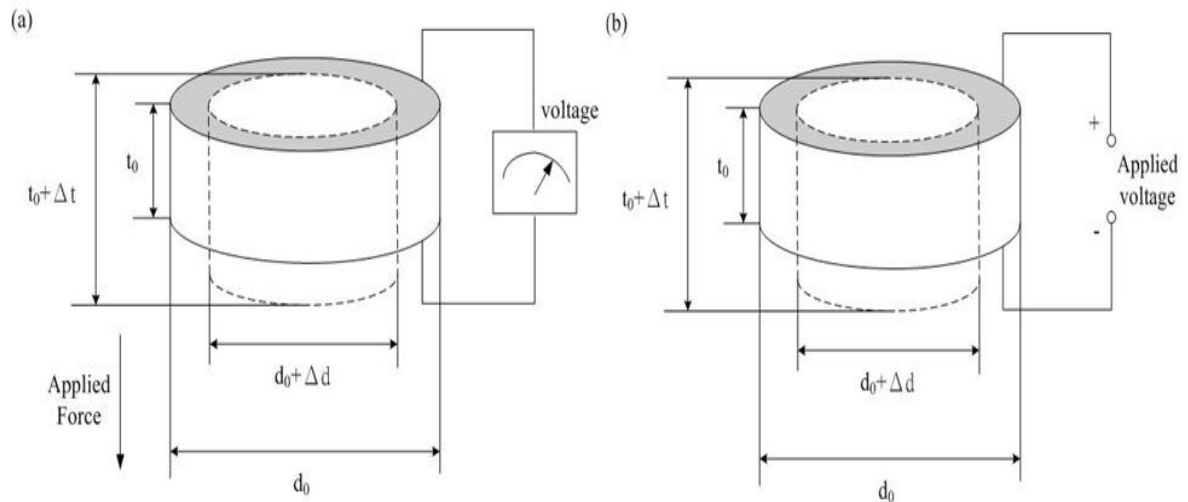 (a)
voltage
t₀
t₀+Δt
d₀+Δd
Applied
Force
d₀
(b)
+
t₀
Applied
voltage
t₀+Δt
-
d₀+Δd
d₀